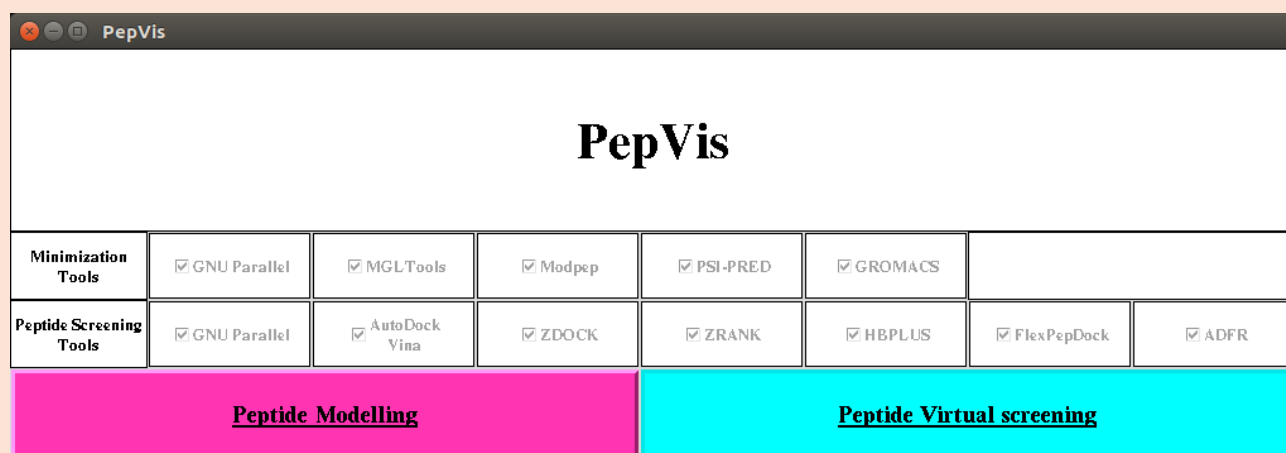 PepVis
PepVis
Minimization
Tools
GNU Parallel
MGLTools
Modpep
PSI-PRED
GROMACS
Peptide Screening
Tools
GNU Parallel
AutoDock
Vina
ZDOCK
ZRANK
HBPLUS
FlexPepDock
ADFR
Peptide Modelling
Peptide Virtual screening